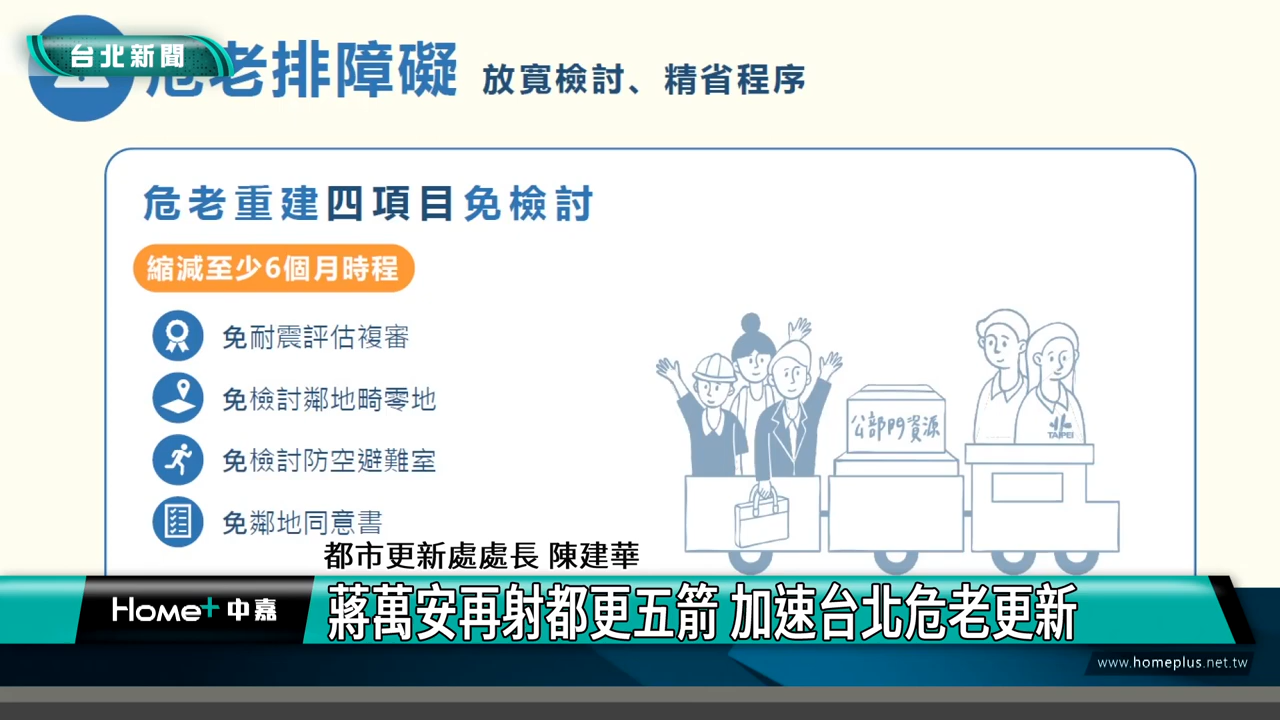 台北新聞
危老排障礙 放寬檢討、精省程序
危老重建四項目免檢討
縮減至少6個月時程
免耐震評估複審
免檢討鄰地畸零地
免檢討防空避難室
免鄰地同意書
公部門資源
TAIPEI
都市更新處處長 陳建華
Home+中嘉
蔣萬安再射都更五箭 加速台北危老更新
www.homeplus.net.tw